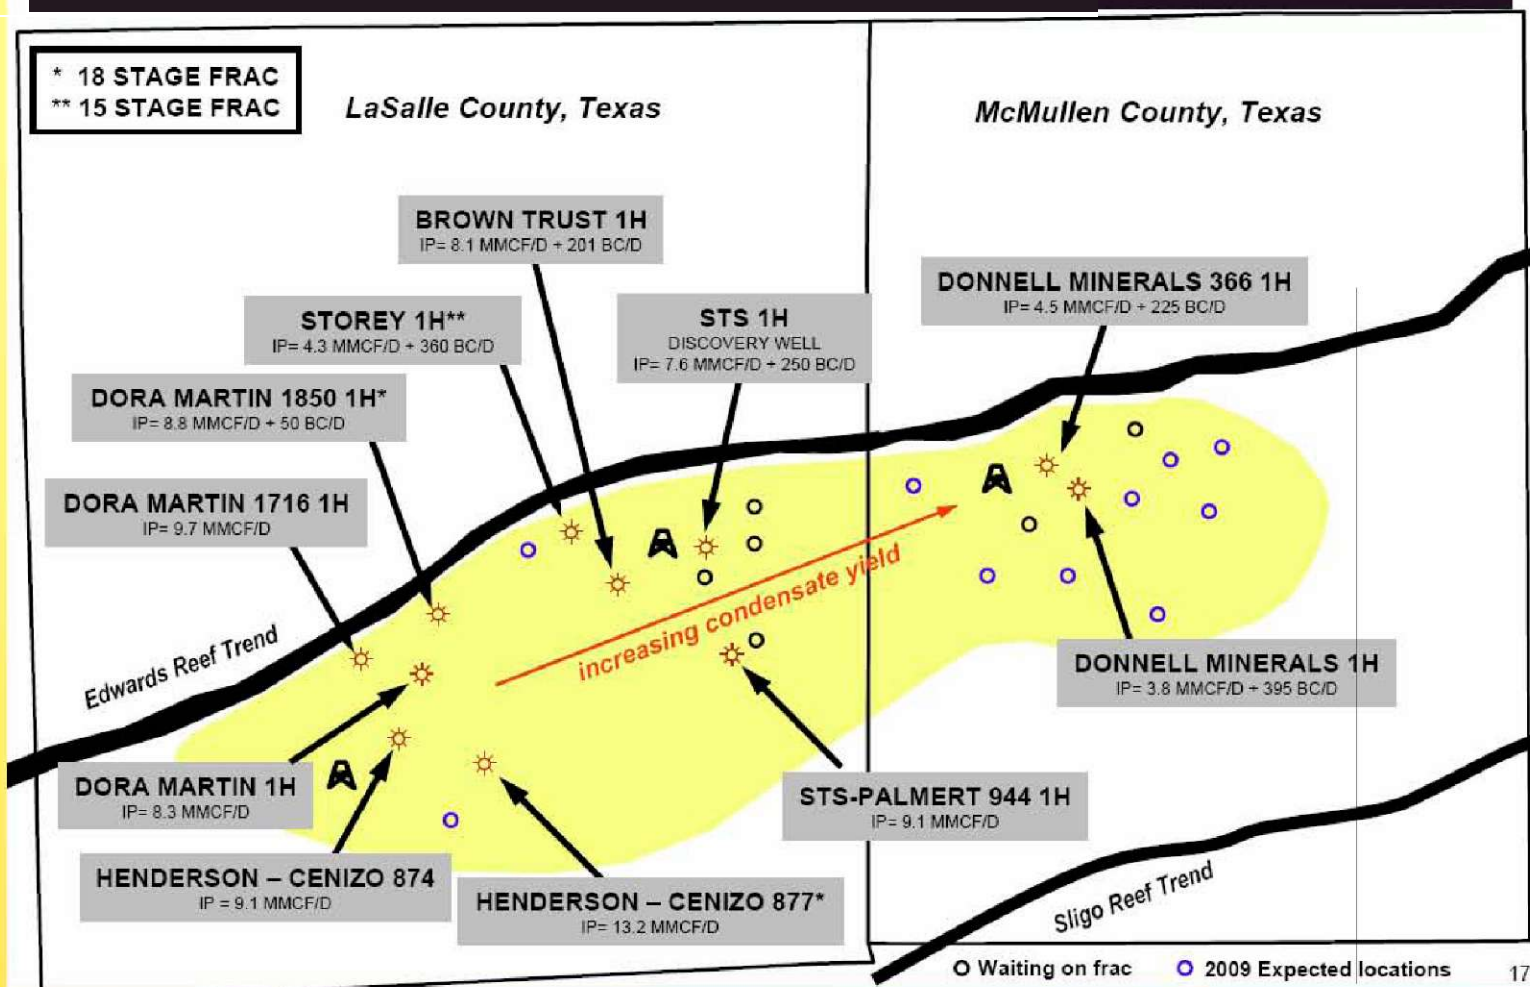 * 18 STAGE FRAC
** 15 STAGE FRAC
LaSalle County, Texas
McMullen County, Texas
BROWN TRUST 1H
IP= 8.1 MMCF/D + 201 BC/D
DONNELL MINERALS 366 1H
IP= 4.5 MMCF/D + 225 BC/D
STOREY 1H**
IP= 4.3 MMCF/D + 360 BC/D
STS 1H
DISCOVERY WELL
IP= 7.6 MMCF/D + 250 BC/D
DORA MARTIN 1850 1H*
IP= 8.8 MMCF/D + 50 BC/D
DORA MARTIN 1716 1H
IP= 9.7 MMCF/D
increasing condensate yield
Edwards Reef Trend
DONNELL MINERALS 1H
IP= 3.8 MMCF/D + 395 BC/D
DORA MARTIN 1H
IP= 8.3 MMCF/D
STS-PALMERT 944 1H
IP= 9.1 MMCF/D
HENDERSON – CENIZO 874
IP = 9.1 MMCF/D
HENDERSON – CENIZO 877*
IP= 13.2 MMCF/D
Sligo Reef Trend
Waiting on frac
2009 Expected locations
17